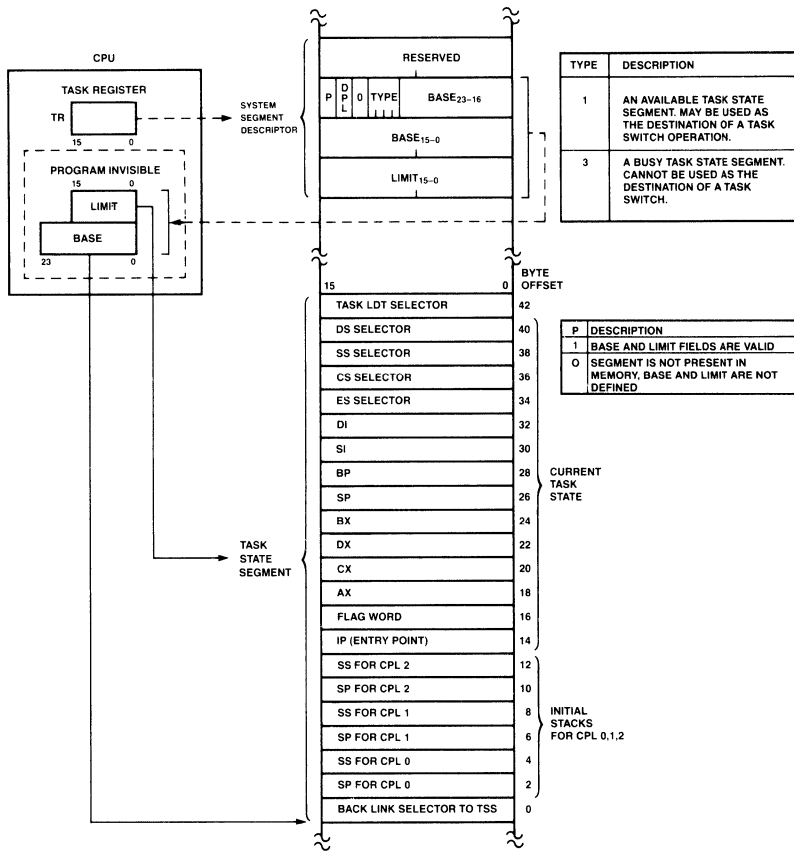 CPU
TASK REGISTER
TR
15 0
PROGRAM INVISIBLE
15 0
LIMIT
BASE
23 0
SYSTEM
SEGMENT
DESCRIPTOR
RESERVED
P DPL 0 TYPE BASE23–16
BASE15–0
LIMIT15–0
TYPE DESCRIPTION
1 AN AVAILABLE TASK STATE
SEGMENT. MAY BE USED AS
THE DESTINATION OF A TASK
SWITCH OPERATION.
3 A BUSY TASK STATE SEGMENT.
CANNOT BE USED AS THE
DESTINATION OF A TASK
SWITCH.
P DESCRIPTION
1 BASE AND LIMIT FIELDS ARE VALID
O SEGMENT IS NOT PRESENT IN
MEMORY, BASE AND LIMIT ARE NOT
DEFINED
BYTE
OFFSET
15 0
TASK LDT SELECTOR 42
DS SELECTOR 40
SS SELECTOR 38
CS SELECTOR 36
ES SELECTOR 34
DI 32
SI 30
BP 28
SP 26
BX 24
DX 22
CX 20
AX 18
FLAG WORD 16
IP (ENTRY POINT) 14
SS FOR CPL 2 12
SP FOR CPL 2 10
SS FOR CPL 1 8
SP FOR CPL 1 6
SS FOR CPL 0 4
SP FOR CPL 0 2
BACK LINK SELECTOR TO TSS 0
TASK
STATE
SEGMENT
CURRENT
TASK
STATE
INITIAL
STACKS
FOR CPL 0,1,2